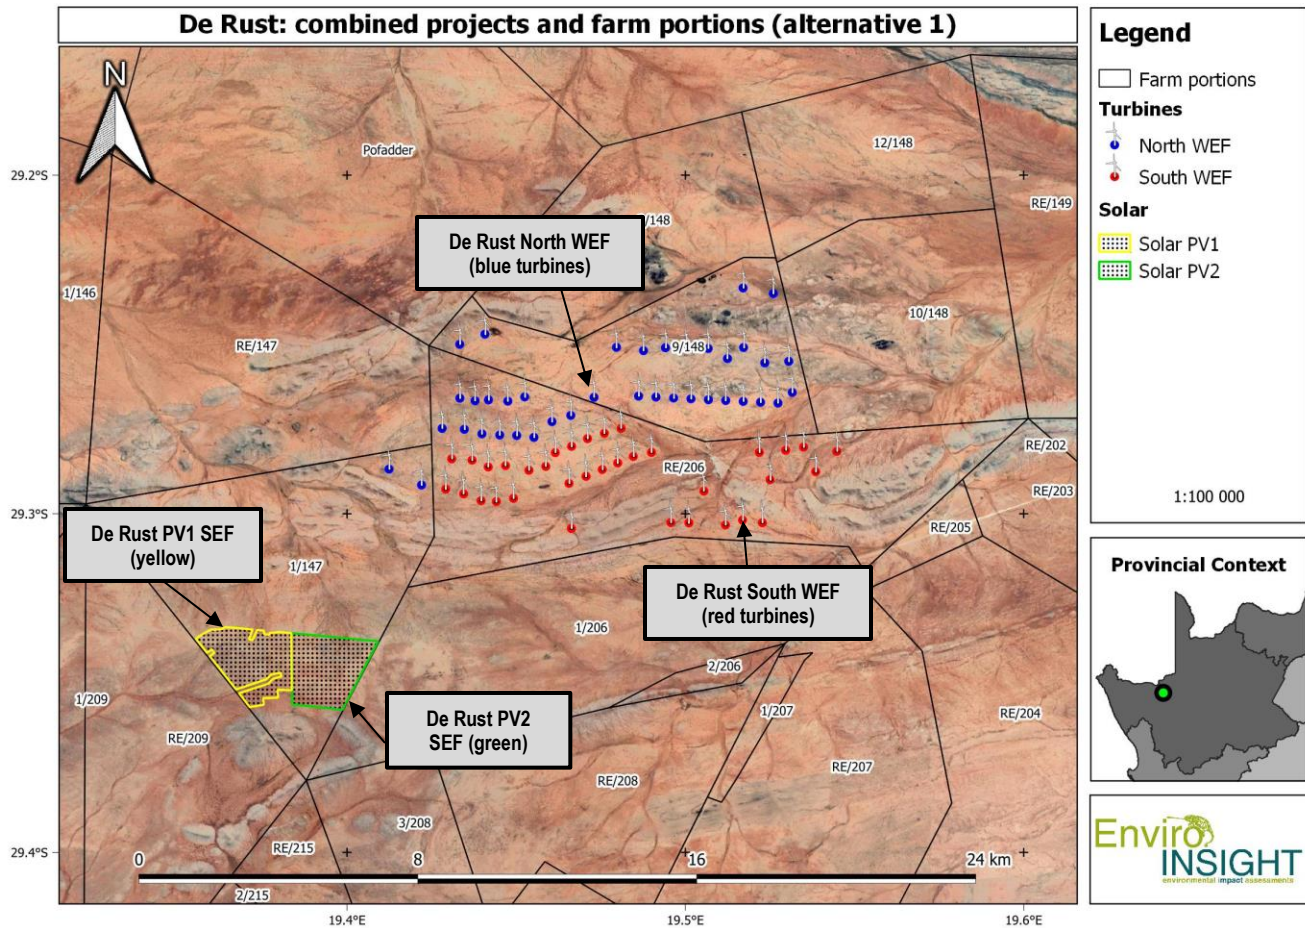 De Rust: combined projects and farm portions (alternative 1)
Legend
Farm portions
Turbines
North WEF
South WEF
Solar
Solar PV1
Solar PV2
1:100 000
Provincial Context
Enviro
INSIGHT
environmental impact assessments
N
Pofadder
12/148
29.2°S
RE/149
/148
De Rust North WEF
(blue turbines)
1/146
10/148
RE/147
9/148
RE/202
RE/206
RE/203
29.3°S
RE/205
De Rust PV1 SEF
(yellow)
1/147
De Rust South WEF
(red turbines)
1/206
2/206
1/209
1/207
RE/204
De Rust PV2
SEF (green)
RE/209
RE/207
RE/208
3/208
RE/215
29.4°S
0
8
16
24 km
2/215
19.4°E
19.5°E
19.6°E